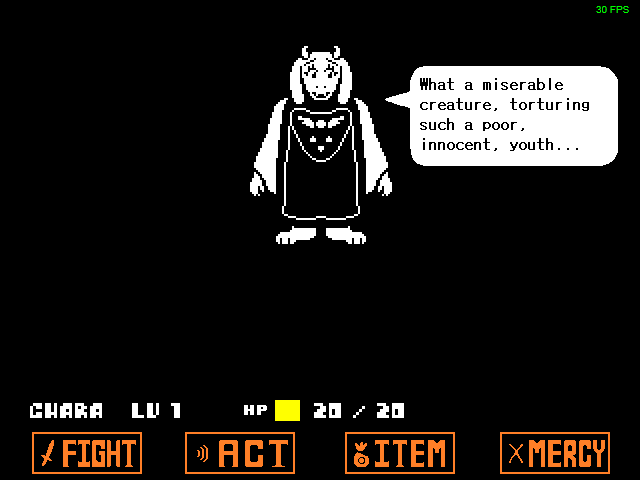 30 FPS
What a miserable
creature, torturing
such a poor,
innocent, youth...
CHARA LV 1 HP 20 / 20
FIGHT ACT ITEM MERCY